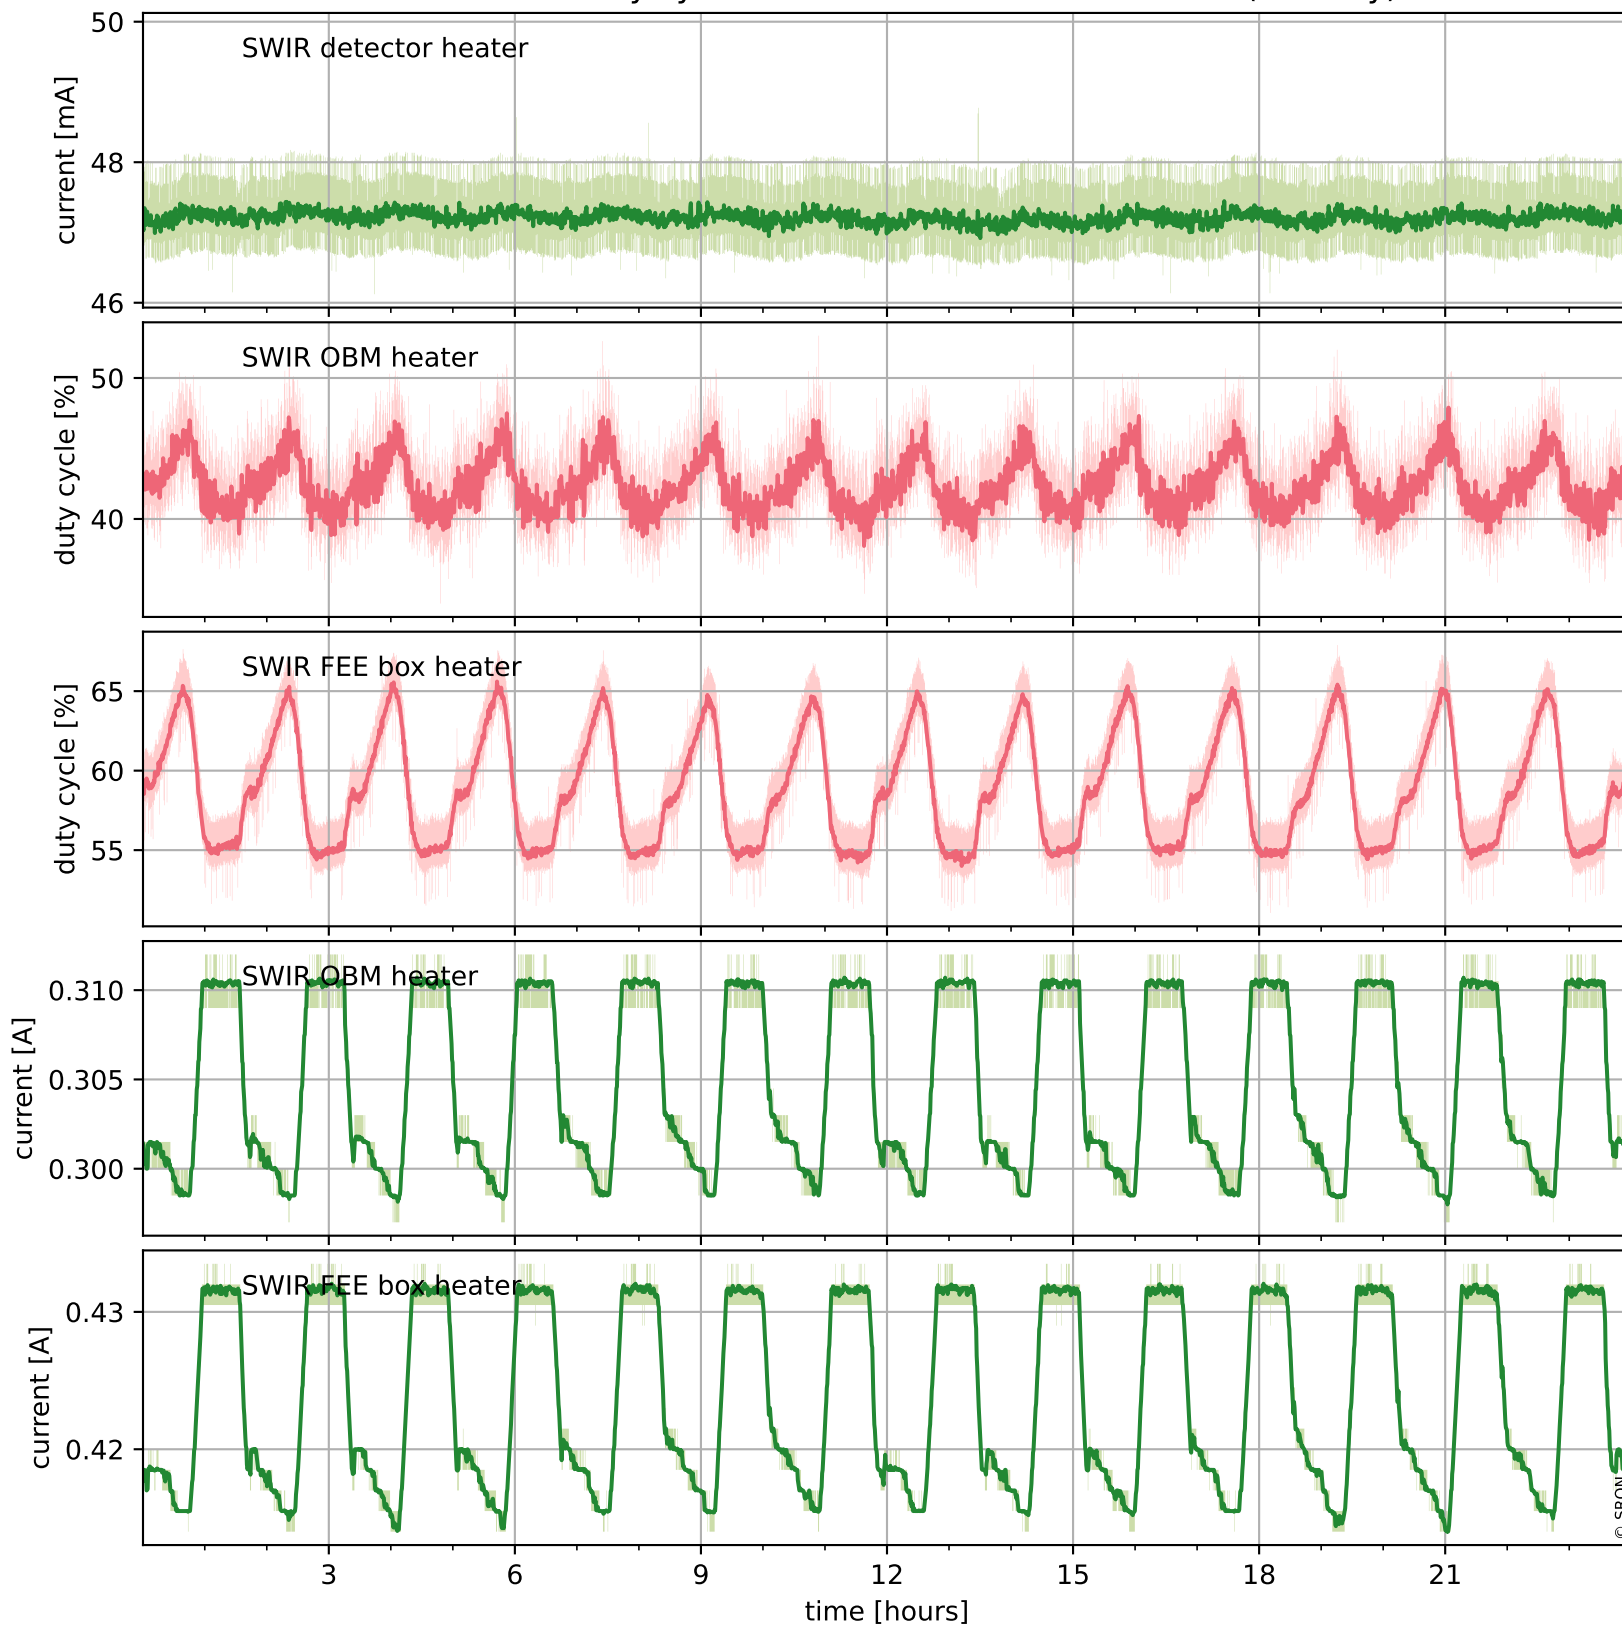 50
SWIR detector heater
48
46
current [mA]
SWIR OBM heater
50
40
duty cycle [%]
SWIR FEE box heater
65
60
55
duty cycle [%]
SWIR OBM heater
0.310
0.305
0.300
current [A]
SWIR FEE box heater
0.43
0.42
current [A]
© SRON
3 6 9 12 15 18 21
time [hours]